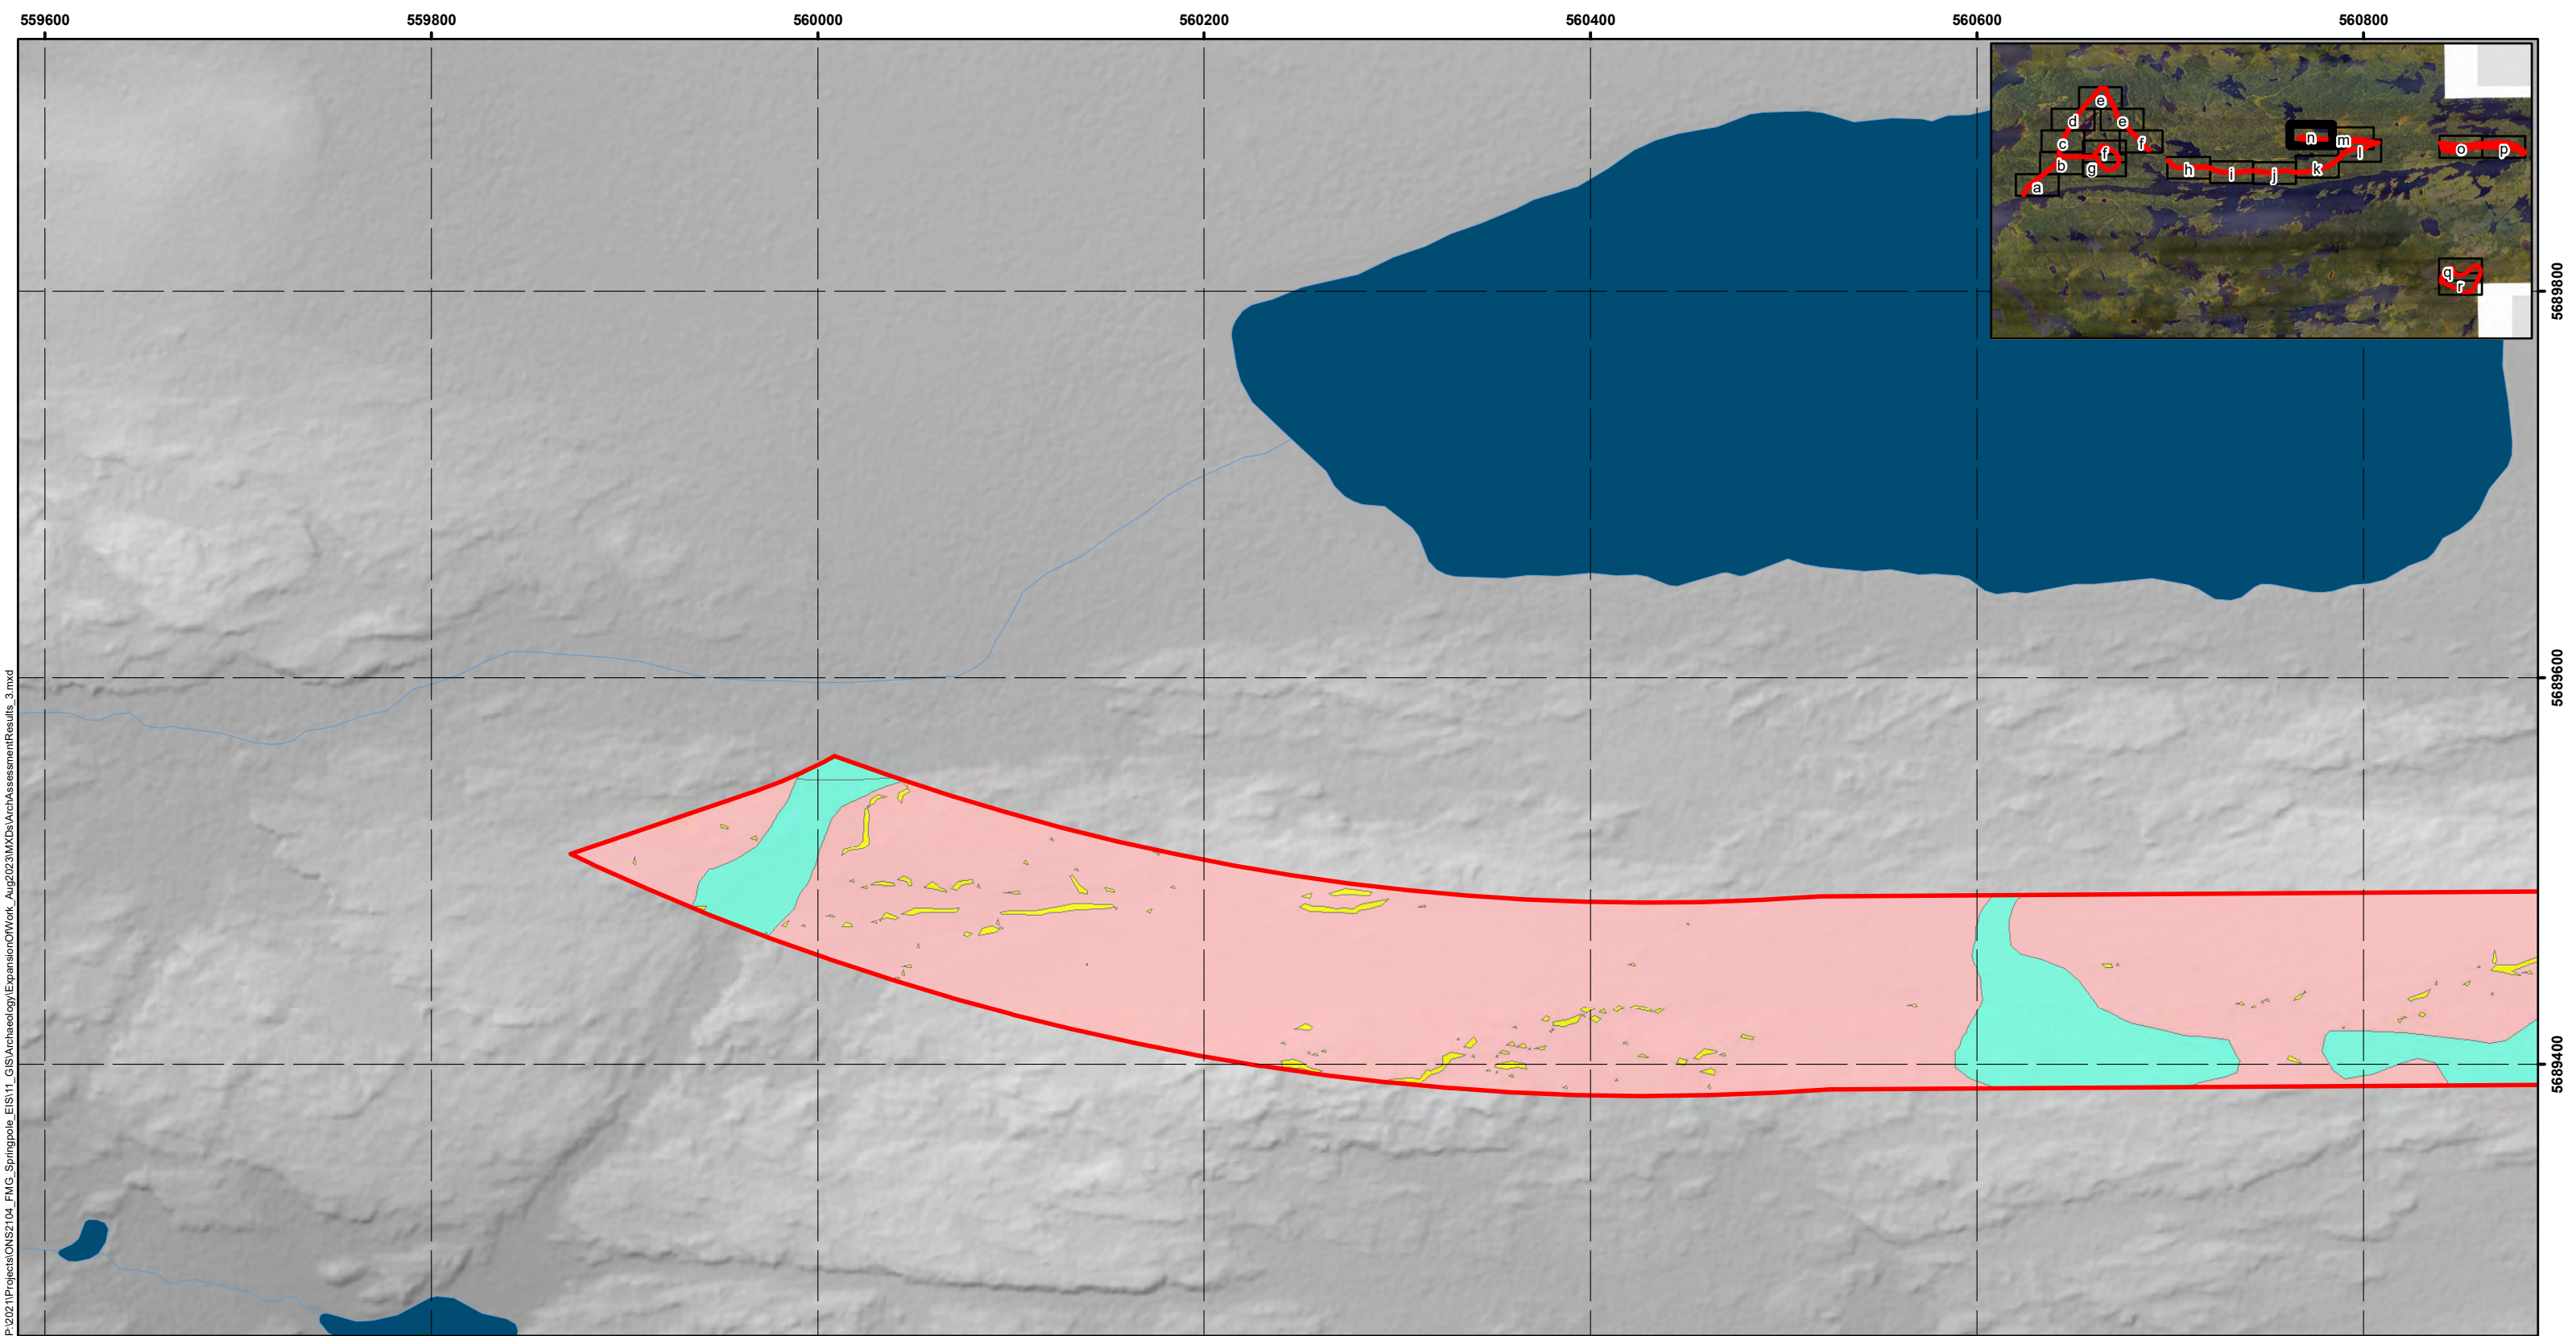 559600 559800 560000 560200 560400 560600 560800
e
d e
n
c f m
f l o p
b g h k
a i j
q
r
5689800
5689600
5689400
P:\2021\Projects\ONS2104_FMG_Springpole_EIS\11_GIS\Archaeology\ExpansionOfWork_Aug2023\MXDs\ArchAssessmentResults_3.mxd